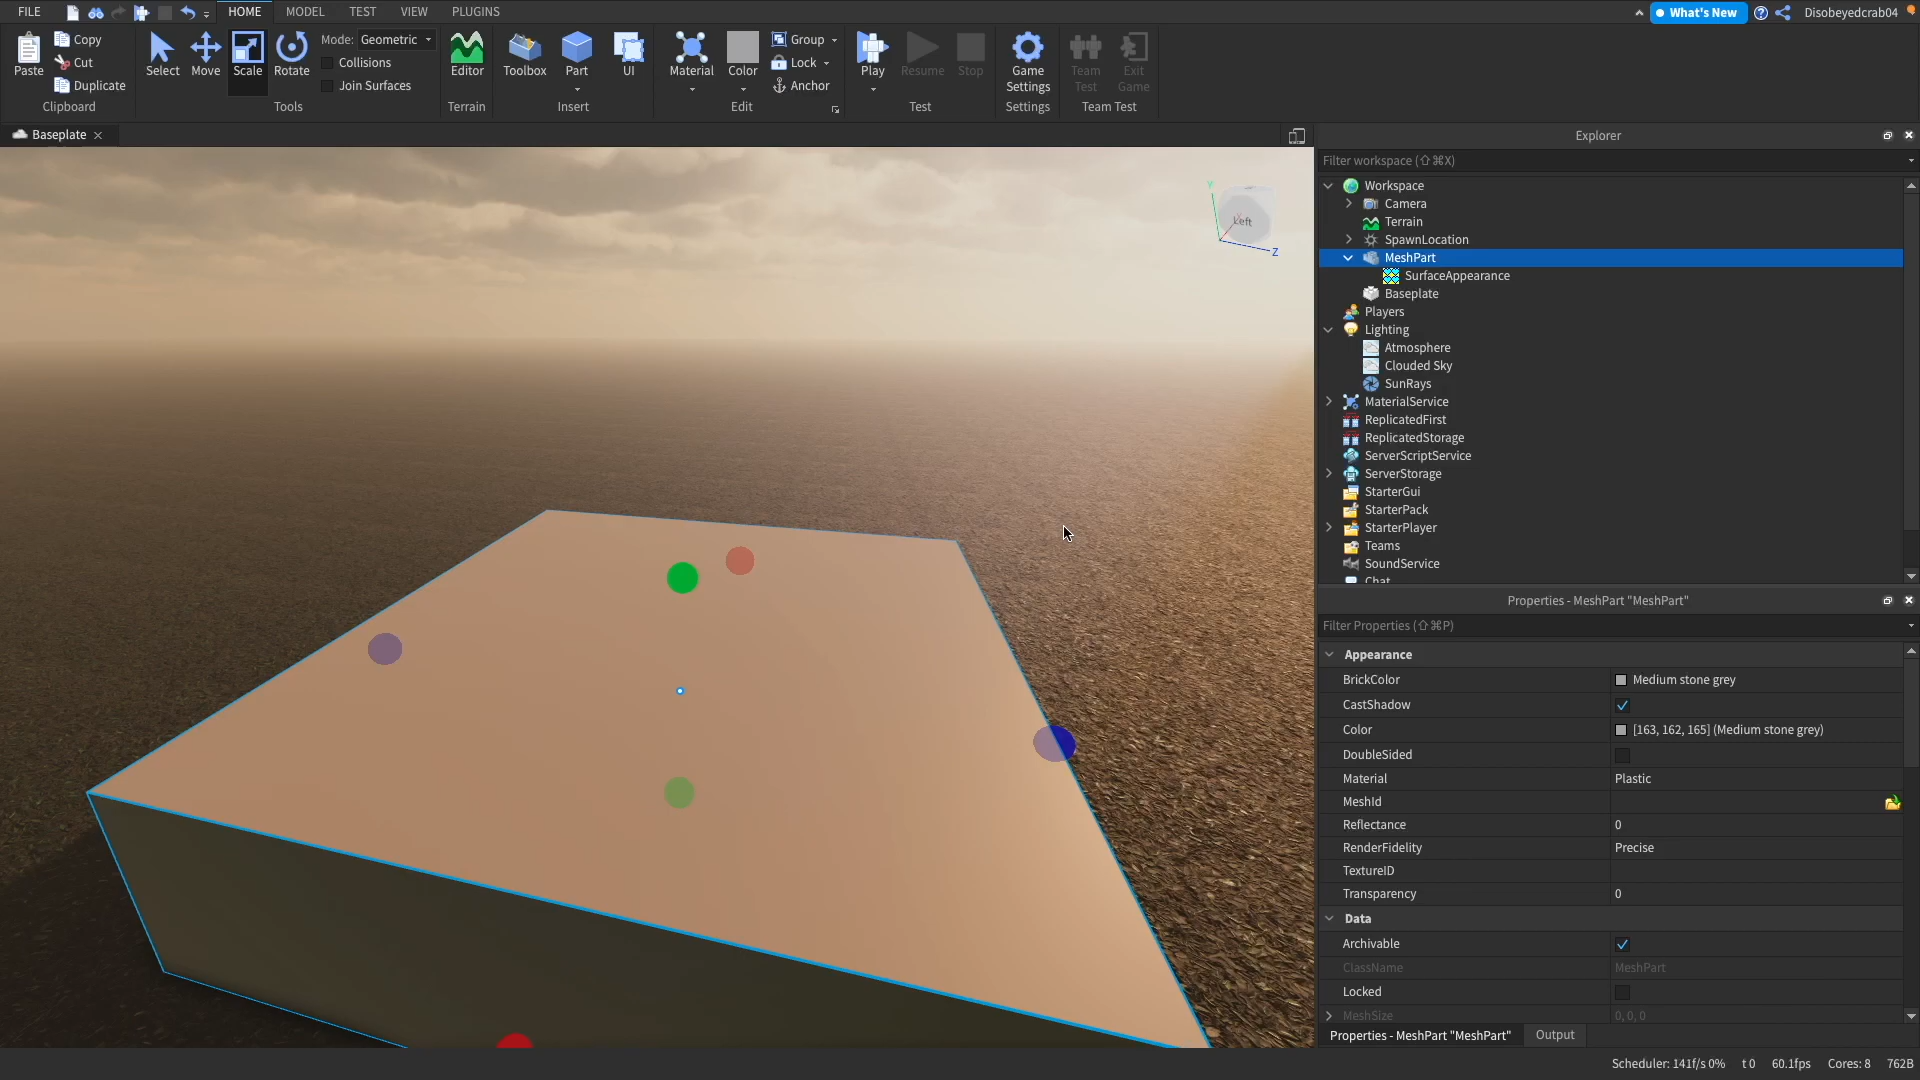 FILE
HOME
MODEL
TEST
VIEW
PLUGINS
What's New
Disobeyedcrab04
Paste
Copy
Cut
Duplicate
Clipboard
Select
Move
Scale
Rotate
Mode: Geometric
Collisions
Join Surfaces
Tools
Editor
Terrain
Toolbox
Part
UI
Insert
Material
Color
Group
Lock
Anchor
Edit
Play
Resume
Stop
Test
Game
Settings
Settings
Team
Test
Exit
Game
Team Test
Baseplate
Y
Left
X
Z
Explorer
Filter workspace (⇧⌘X)
Workspace
Camera
Terrain
SpawnLocation
MeshPart
SurfaceAppearance
Baseplate
Players
Lighting
Atmosphere
Clouded Sky
SunRays
MaterialService
ReplicatedFirst
ReplicatedStorage
ServerScriptService
ServerStorage
StarterGui
StarterPack
StarterPlayer
Teams
SoundService
Chat
Properties - MeshPart "MeshPart"
Filter Properties (⇧⌘P)
Appearance
BrickColor Medium stone grey
CastShadow
Color [163, 162, 165] (Medium stone grey)
DoubleSided
Material Plastic
MeshId
Reflectance 0
RenderFidelity Precise
TextureID
Transparency 0
Data
Archivable
ClassName MeshPart
Locked
MeshSize 0, 0, 0
Properties - MeshPart "MeshPart"
Output
Scheduler: 141f/s 0% t 0 60.1fps Cores: 8 762B